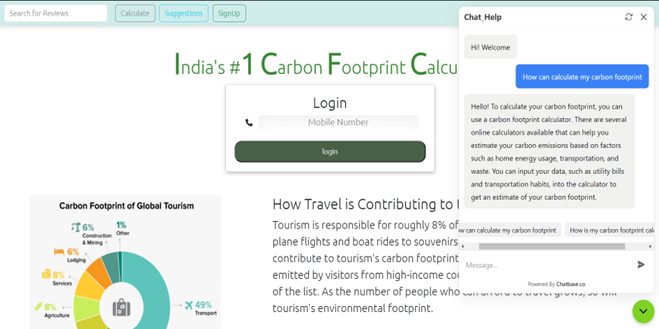 Search for Reviews
Calculate
Suggestions
SignUp
India's #1 Carbon Footprint Calcu
Login
Mobile Number
login
Carbon Footprint of Global Tourism
1%
Other
6%
Construction
& Mining
6%
Lodging
8%
Services
8%
Agriculture
49%
Transport
How Travel is Contributing to
Tourism is responsible for roughly 8% of
plane flights and boat rides to souvenirs
contribute to tourism's carbon footprint
emitted by visitors from high-income cou
of the list. As the number of people who can afford to travel grows, so will
tourism's environmental footprint.
Chat_Help
Hi! Welcome
How can calculate my carbon footprint
Hello! To calculate your carbon footprint, you can
use a carbon footprint calculator. There are several
online calculators available that can help you
estimate your carbon emissions based on factors
such as home energy usage, transportation, and
waste. You can input your data, such as utility bills
and transportation habits, into the calculator to
get an estimate of your carbon footprint.
w can calculate my carbon footprint
How is my carbon footprint calc
Message...
Powered By Chatbase.co